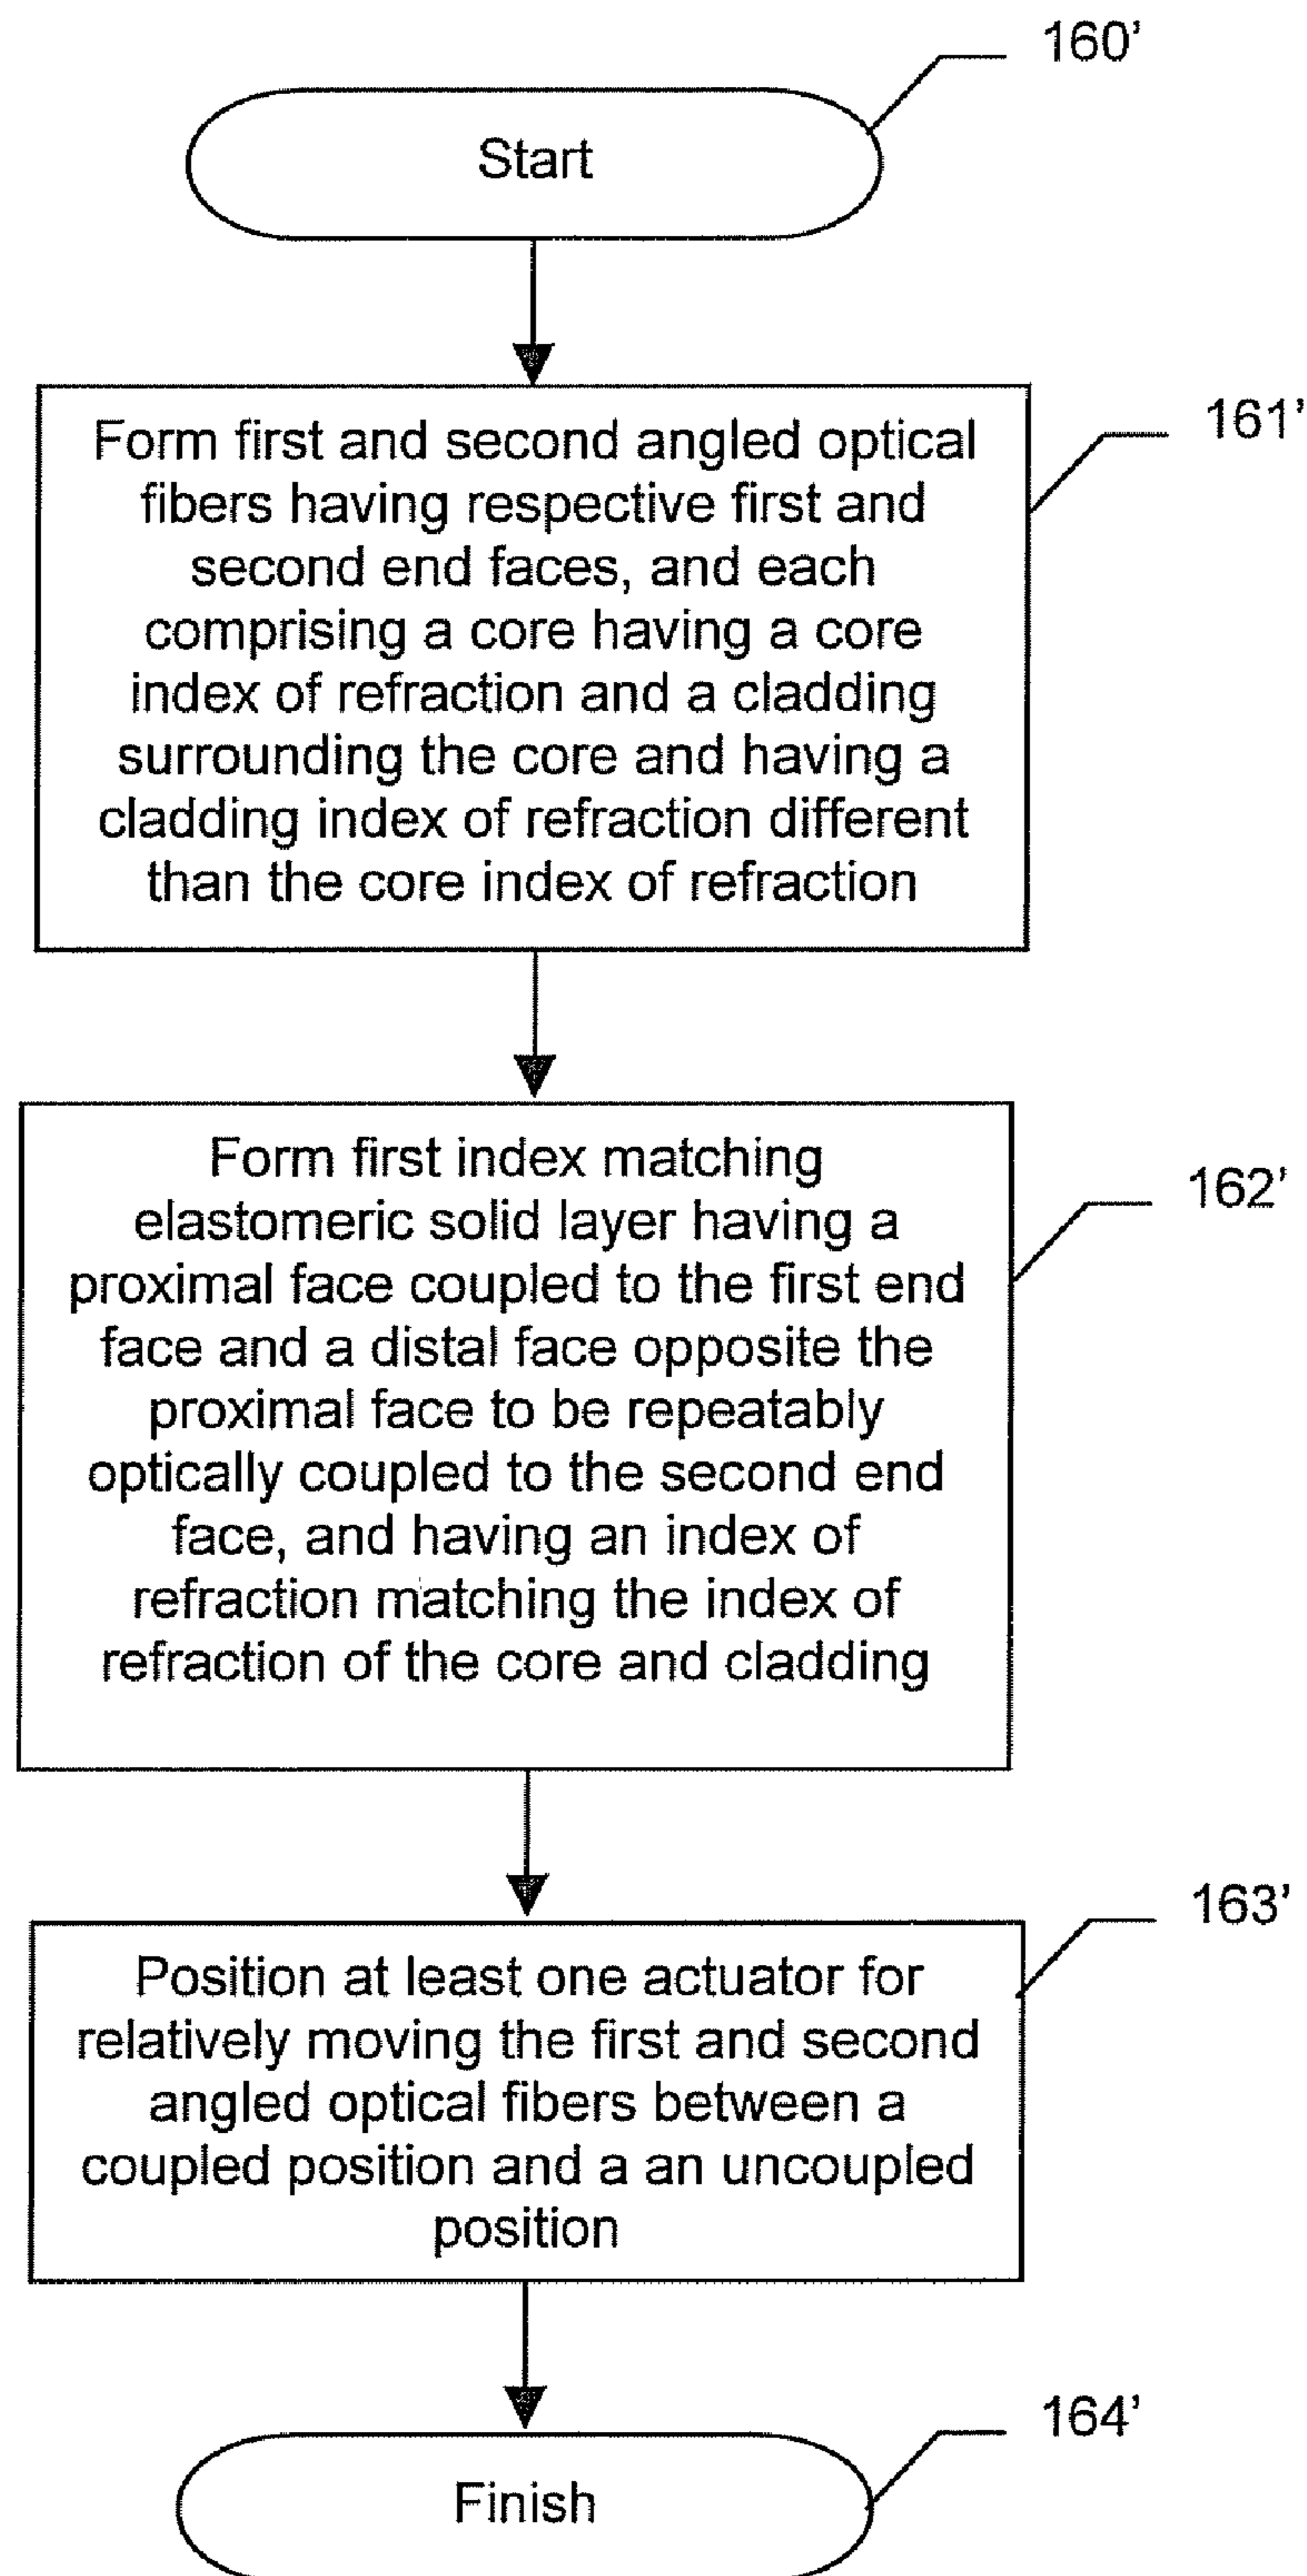 160’
Start
161’
Form first and second angled optical
fibers having respective first and
second end faces, and each
comprising a core having a core
index of refraction and a cladding
surrounding the core and having a
cladding index of refraction different
than the core index of refraction
162’
Form first index matching
elastomeric solid layer having a
proximal face coupled to the first end
face and a distal face opposite the
proximal face to be repeatably
optically coupled to the second end
face, and having an index of
refraction matching the index of
refraction of the core and cladding
163’
Position at least one actuator for
relatively moving the first and second
angled optical fibers between a
coupled position and a an uncoupled
position
164’
Finish